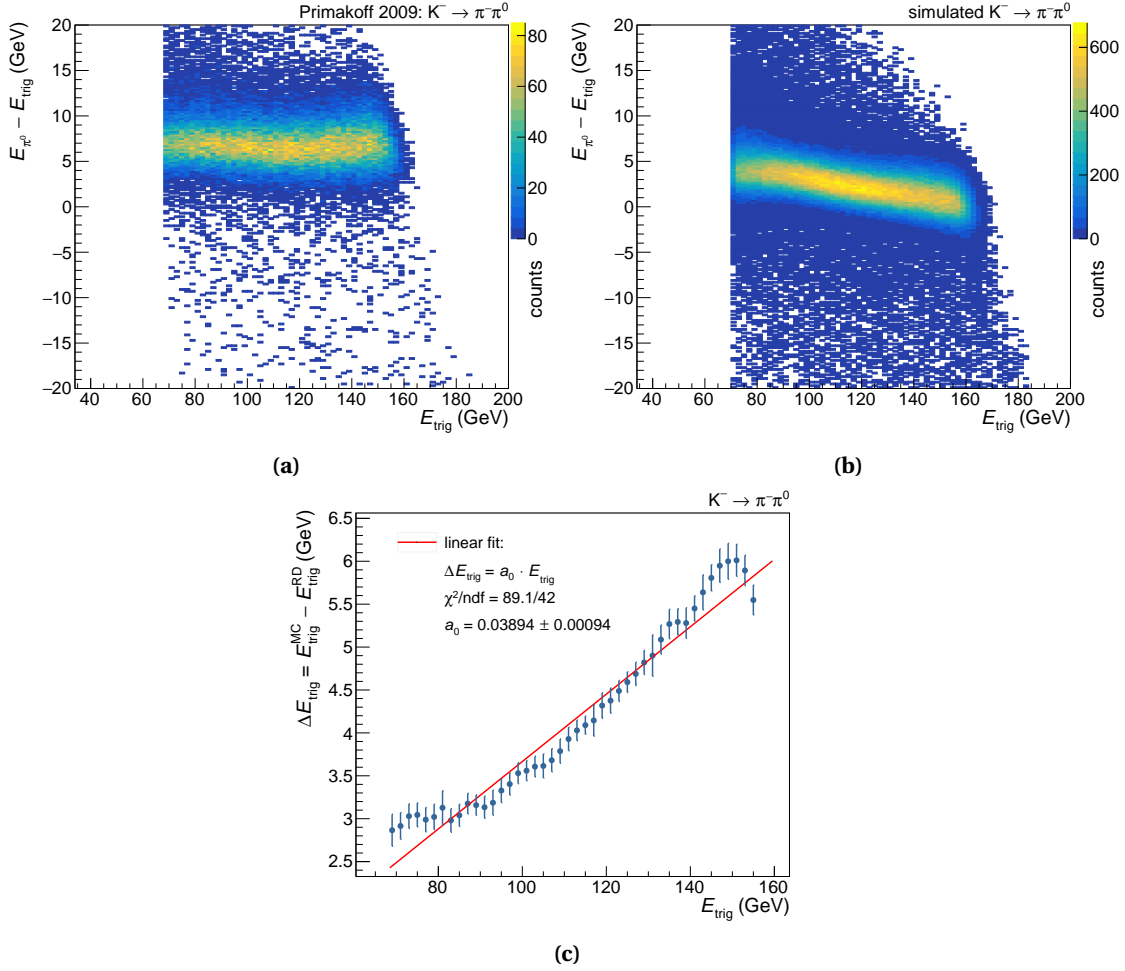 Primakoff 2009: K⁻ → π⁻π⁰
E_π⁰ − E_trig (GeV)
20
15
10
5
0
−5
−10
−15
−20
40 60 80 100 120 140 160 180 200
E_trig (GeV)
80
60
40
20
0
counts
(a)
simulated K⁻ → π⁻π⁰
E_π⁰ − E_trig (GeV)
20
15
10
5
0
−5
−10
−15
−20
40 60 80 100 120 140 160 180 200
E_trig (GeV)
600
400
200
0
counts
(b)
K⁻ → π⁻π⁰
ΔE_trig = E_trig^MC − E_trig^RD (GeV)
6.5
6
5.5
5
4.5
4
3.5
3
2.5
linear fit:
ΔE_trig = a₀ · E_trig
χ²/ndf = 89.1/42
a₀ = 0.03894 ± 0.00094
80 100 120 140 160
E_trig (GeV)
(c)